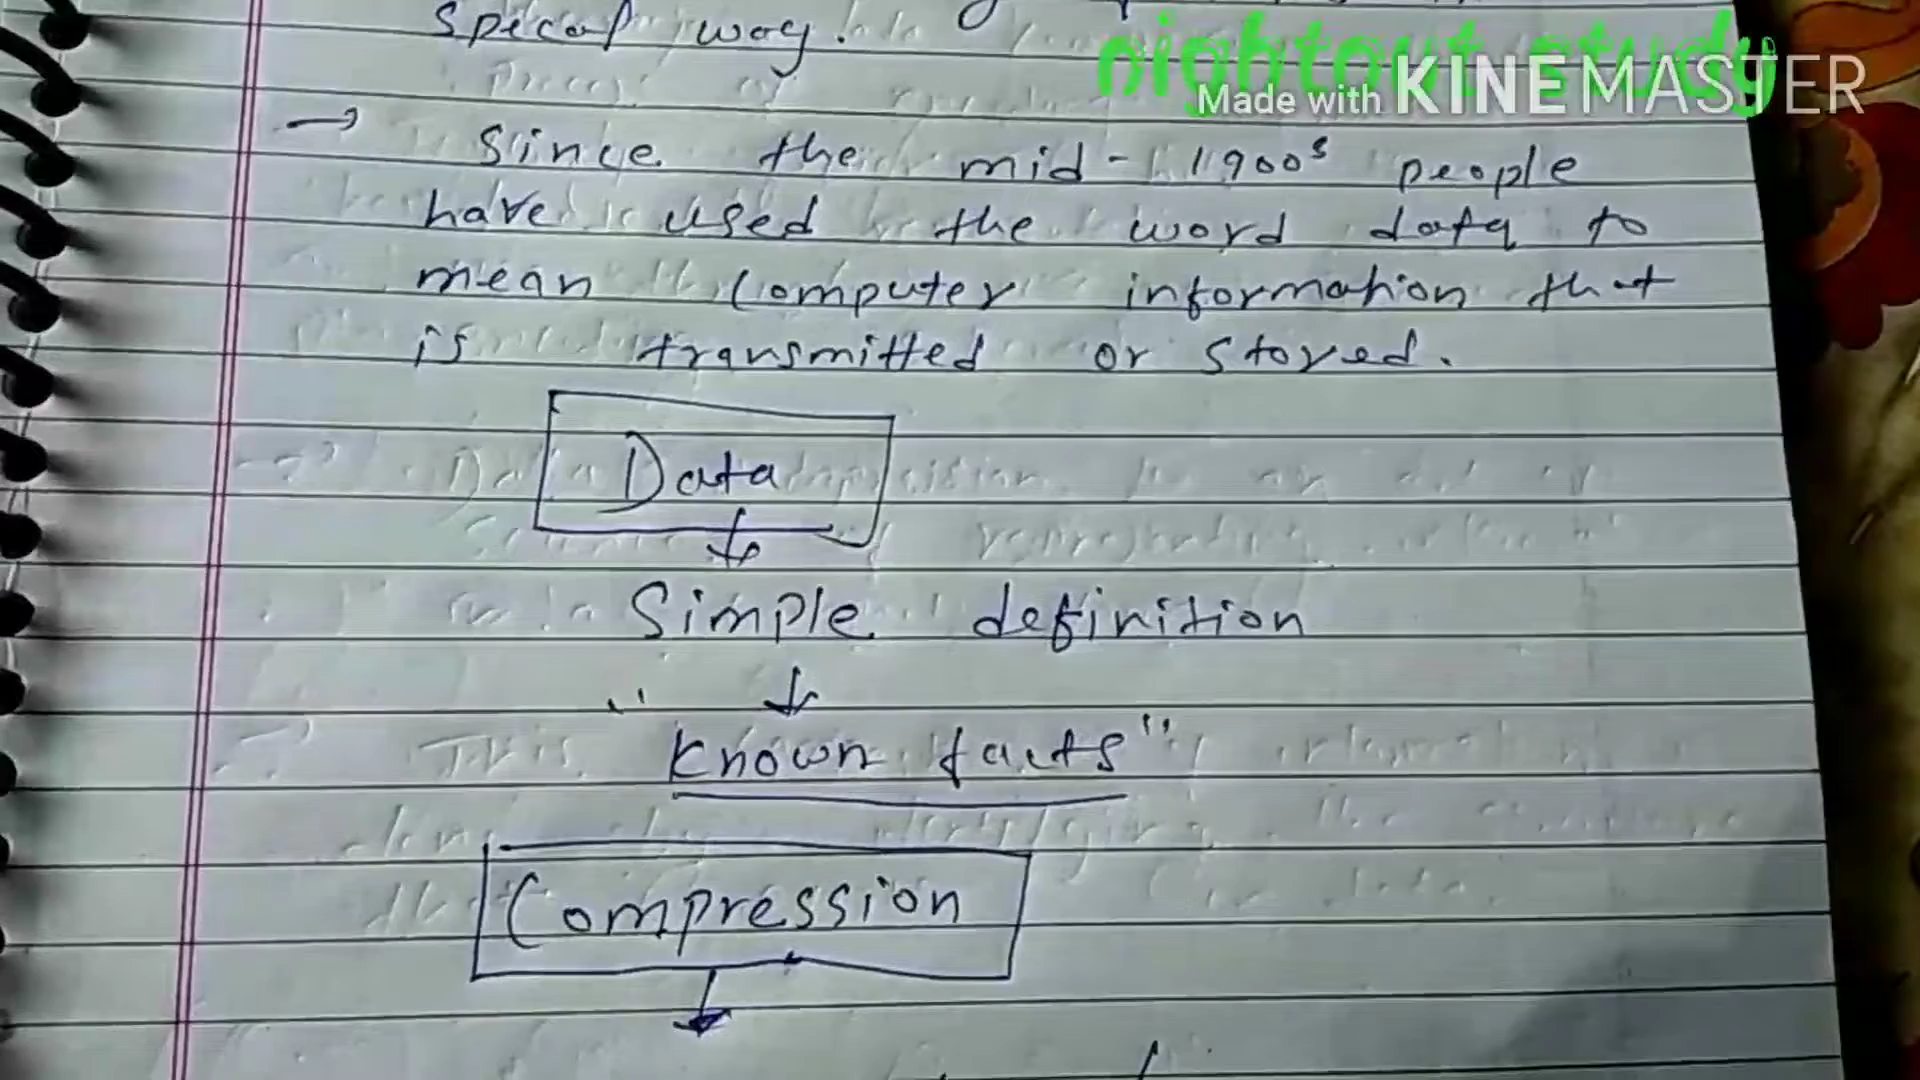 specal way.
nightout study
Made with KINEMASTER
→ Since the mid-1900s people
have used the word data to
mean computer information that
is transmitted or stored.
Data
Simple definition
"Known facts"
Compression